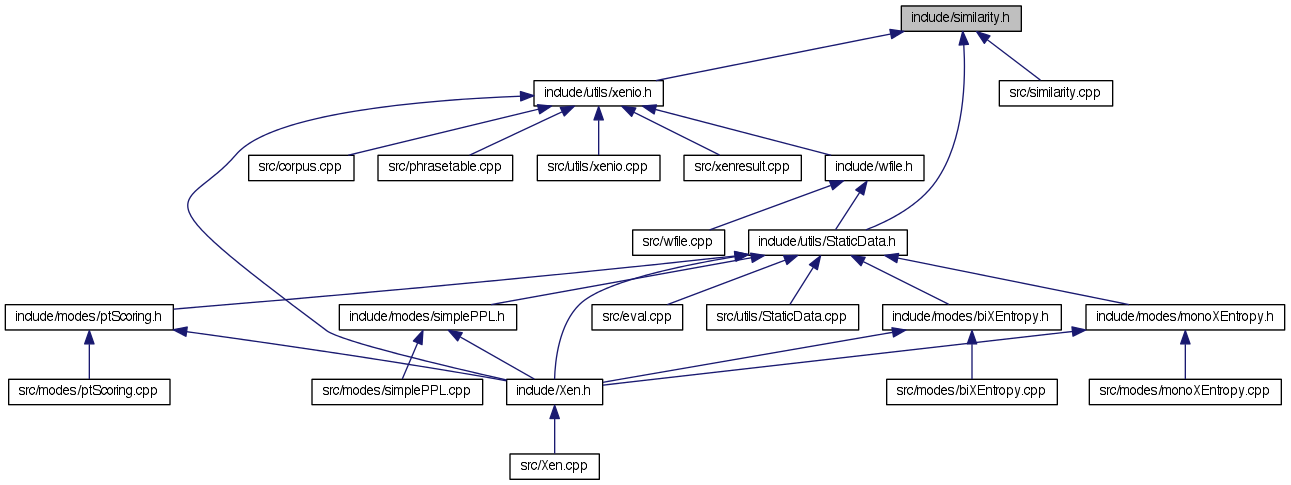 include/similarity.h
include/utils/xenio.h
src/similarity.cpp
src/corpus.cpp
src/phrasetable.cpp
src/utils/xenio.cpp
src/xenresult.cpp
include/wfile.h
src/wfile.cpp
include/utils/StaticData.h
include/modes/ptScoring.h
include/modes/simplePPL.h
src/eval.cpp
src/utils/StaticData.cpp
include/modes/biXEntropy.h
include/modes/monoXEntropy.h
src/modes/ptScoring.cpp
src/modes/simplePPL.cpp
include/Xen.h
src/modes/biXEntropy.cpp
src/modes/monoXEntropy.cpp
src/Xen.cpp